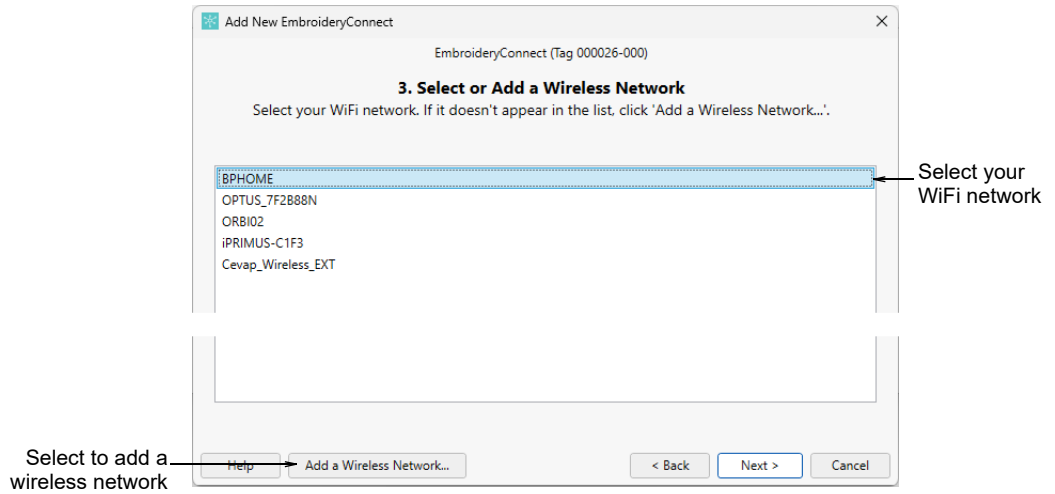 Add New EmbroideryConnect
EmbroideryConnect (Tag 000026-000)
3. Select or Add a Wireless Network
Select your WiFi network. If it doesn't appear in the list, click 'Add a Wireless Network...'.
BPHOME
OPTUS_7F2B88N
ORBI02
iPRIMUS-C1F3
Cevap_Wireless_EXT
Select your
WiFi network
Select to add a
wireless network
Help
Add a Wireless Network...
< Back
Next >
Cancel